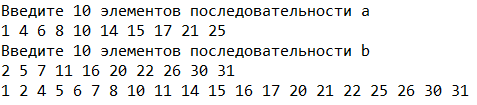 Введите 10 элементов последовательности a
1 4 6 8 10 14 15 17 21 25
Введите 10 элементов последовательности b
2 5 7 11 16 20 22 26 30 31
1 2 4 5 6 7 8 10 11 14 15 16 17 20 21 22 25 26 30 31